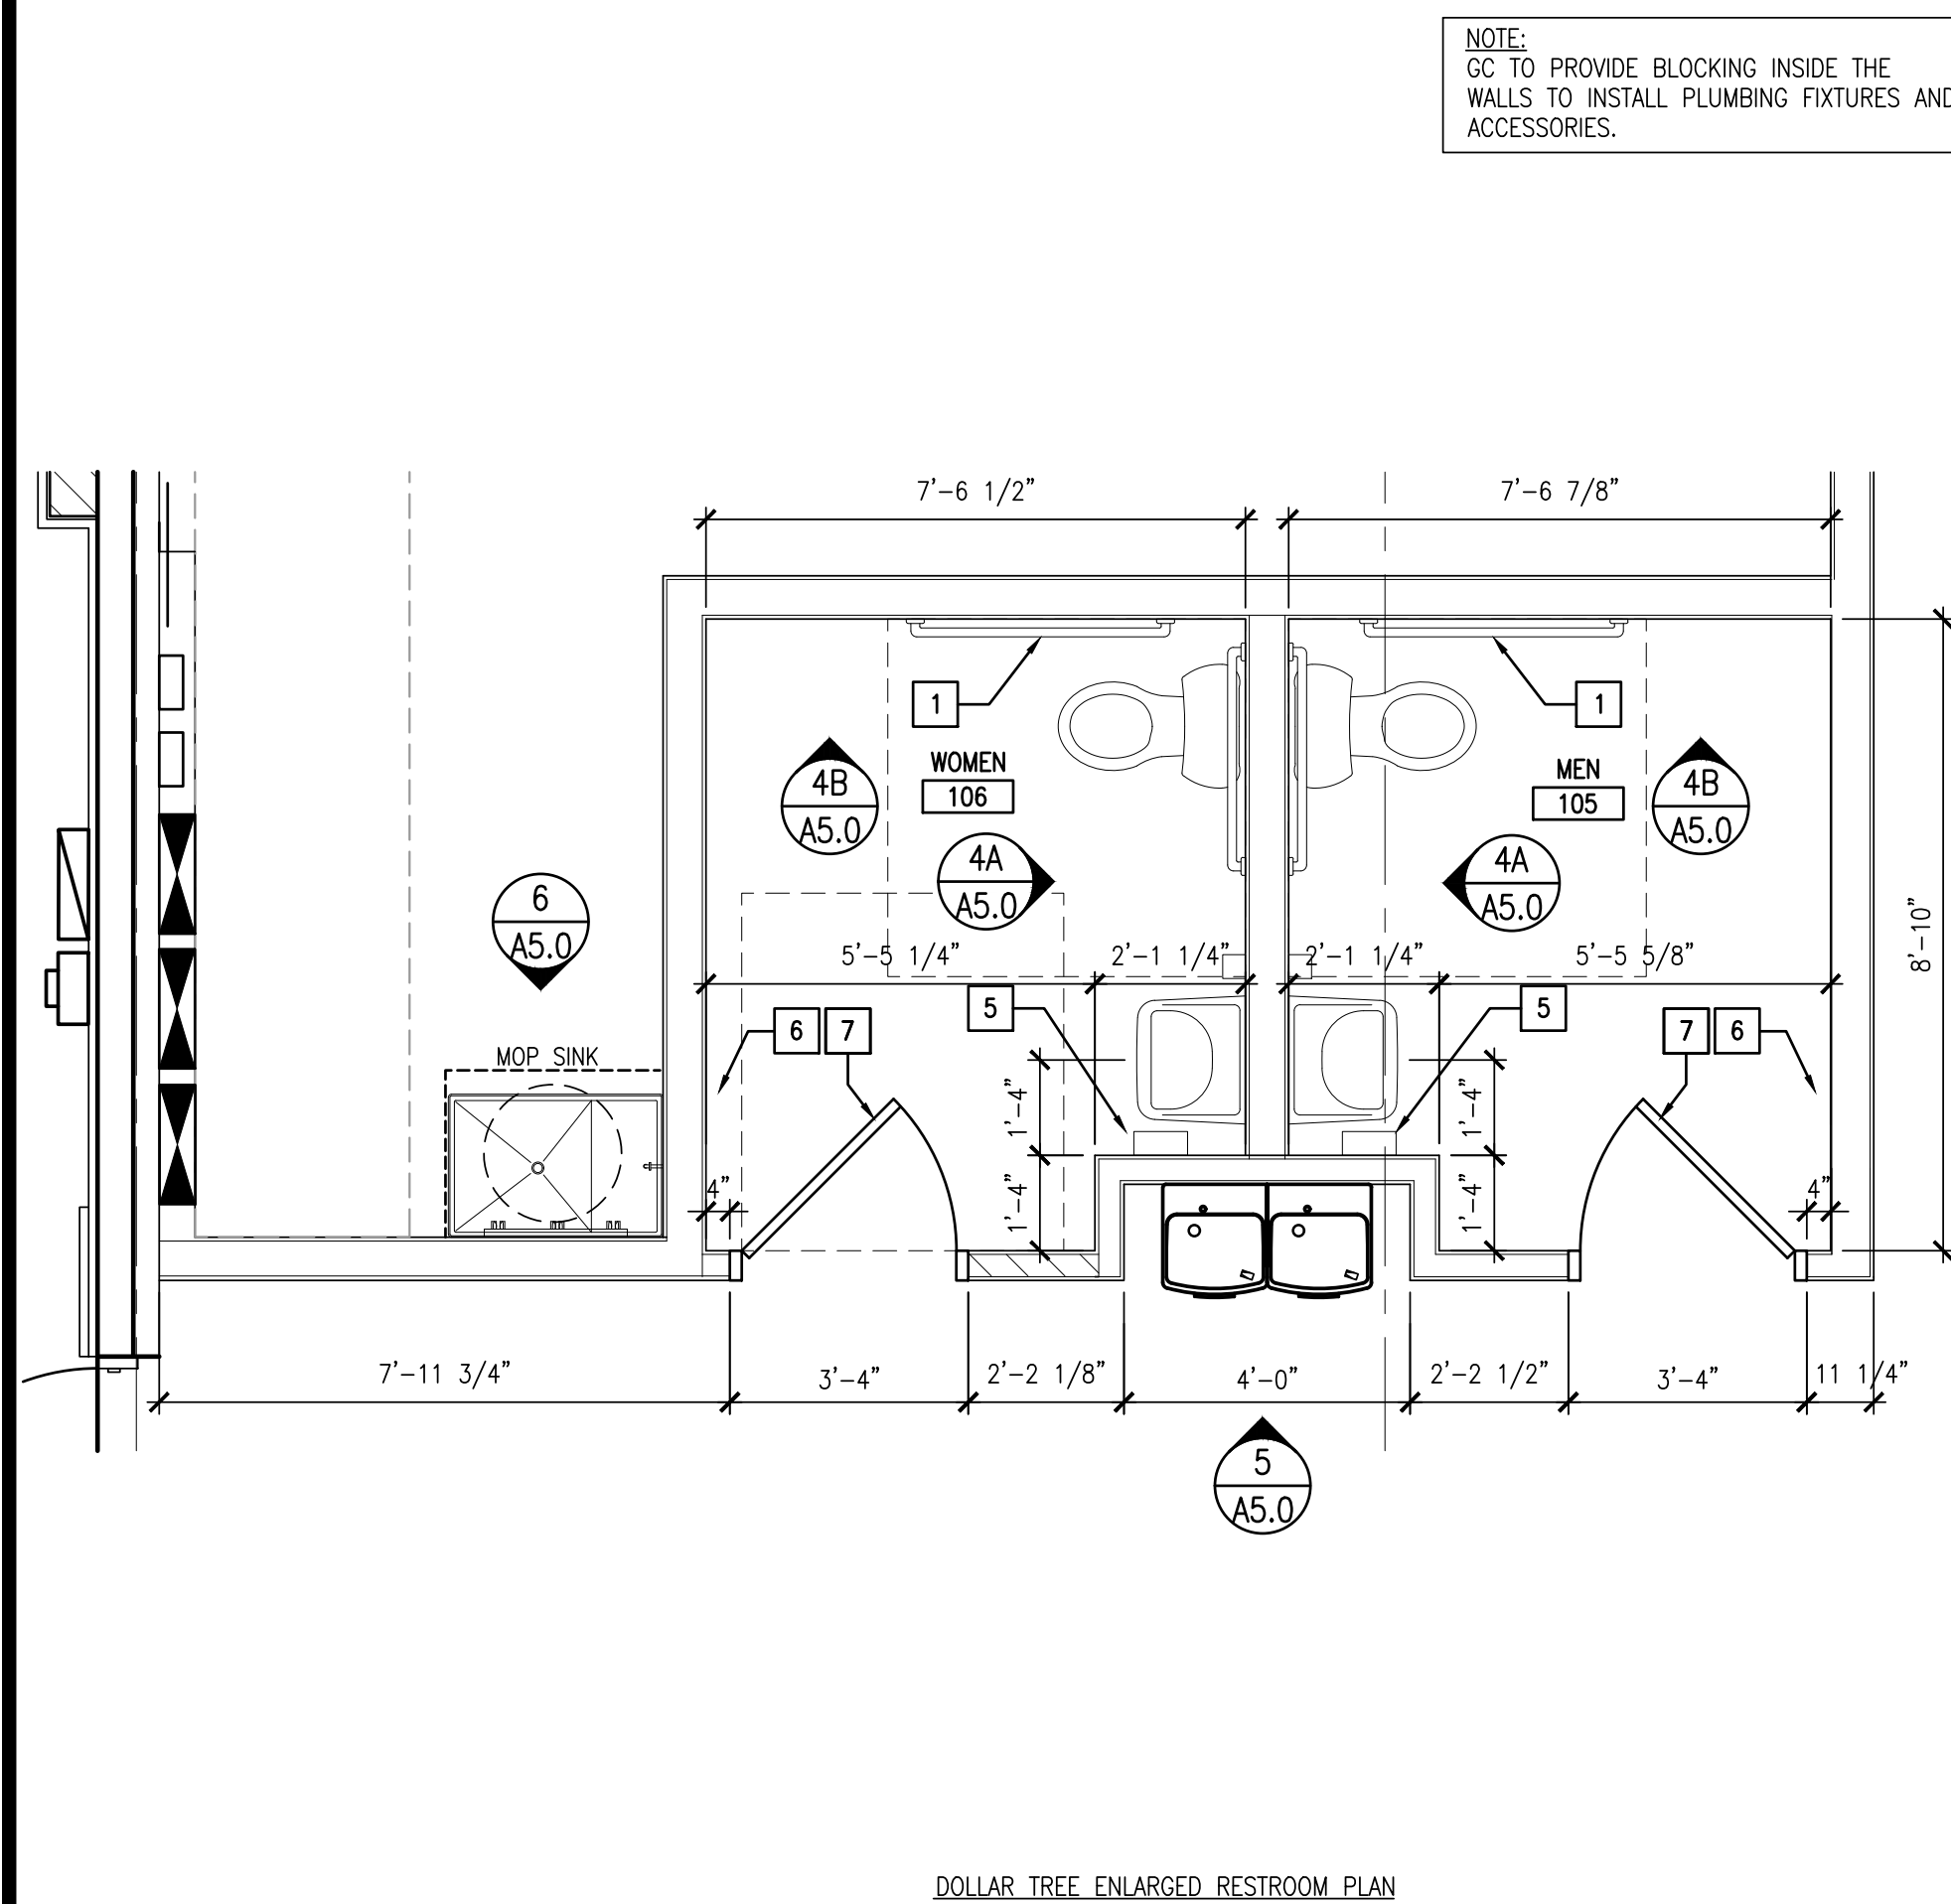 NOTE:
GC TO PROVIDE BLOCKING INSIDE THE
WALLS TO INSTALL PLUMBING FIXTURES AND
ACCESSORIES.
7'-6 1/2"
7'-6 7/8"
1
1
WOMEN
106
MEN
105
4B
A5.0
4B
A5.0
4A
A5.0
4A
A5.0
6
A5.0
5'-5 1/4"
2'-1 1/4"
2'-1 1/4"
5'-5 5/8"
8'-10"
5
5
6
7
7
6
MOP SINK
1'-4"
1'-4"
1'-4"
1'-4"
4"
4"
7'-11 3/4"
3'-4"
2'-2 1/8"
4'-0"
2'-2 1/2"
3'-4"
11 1/4"
5
A5.0
DOLLAR TREE ENLARGED RESTROOM PLAN